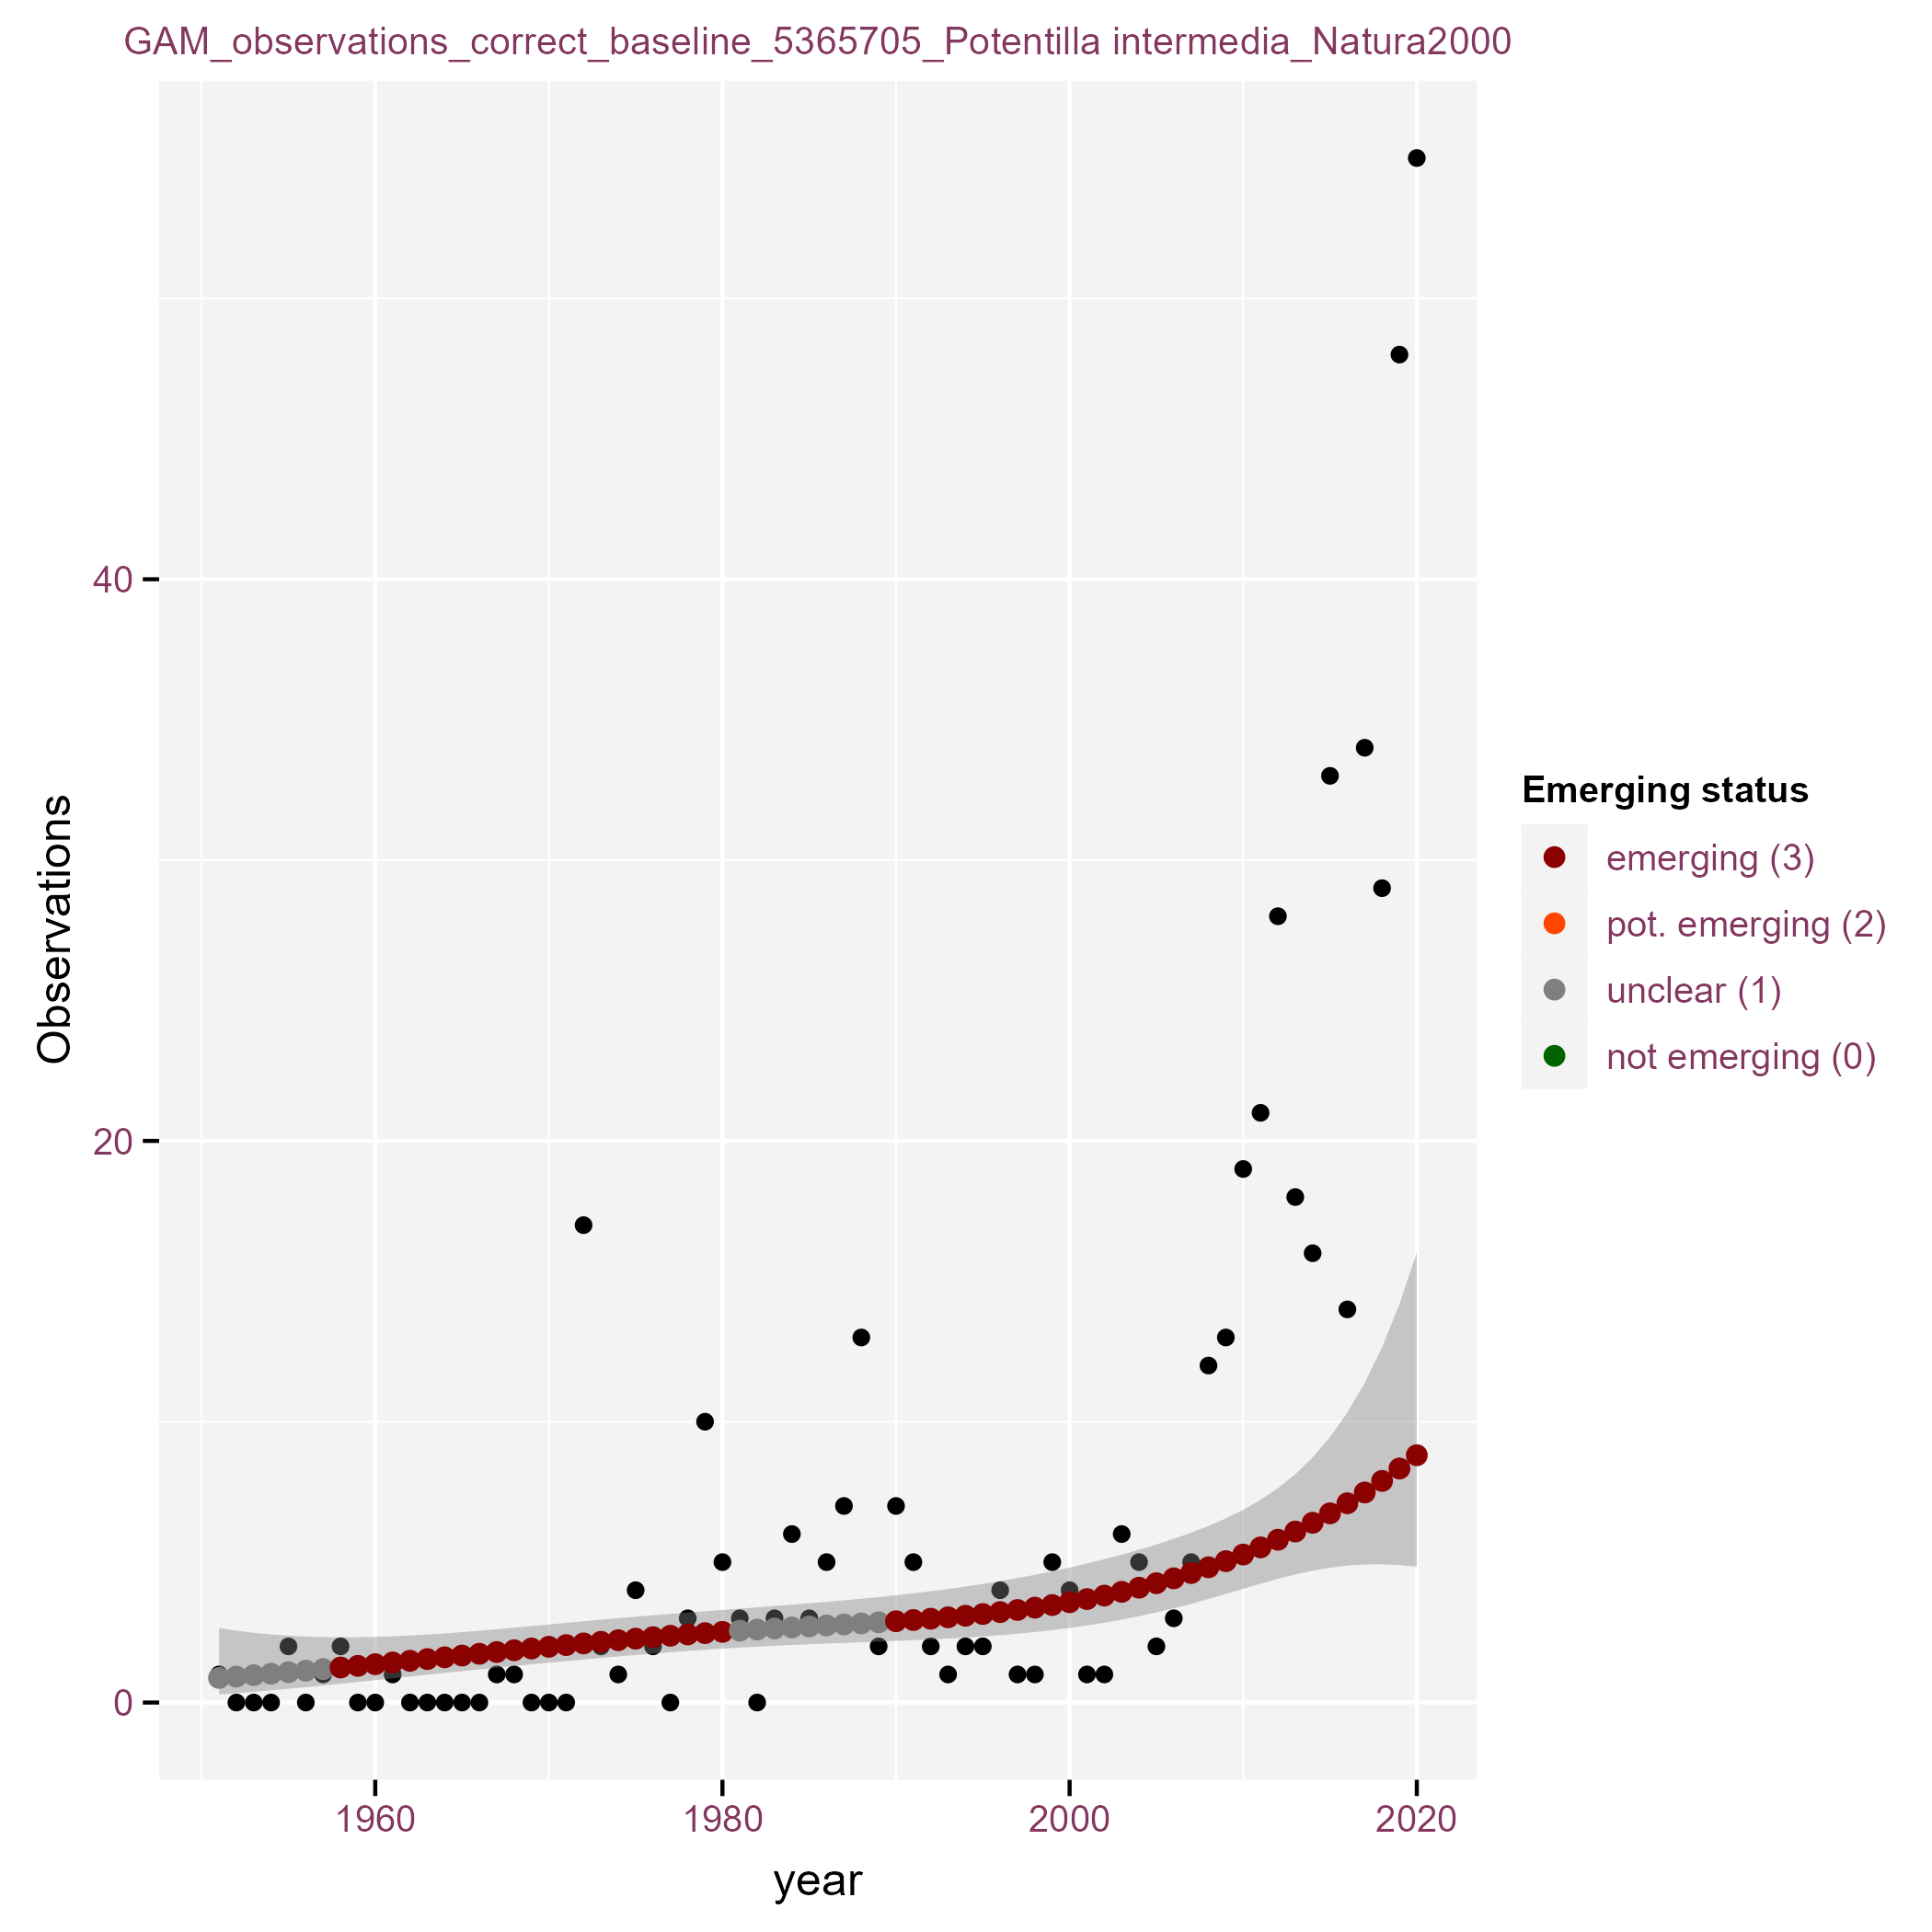 GAM_observations_correct_baseline_5365705_Potentilla intermedia_Natura2000
Observations
40
20
0
1960
1980
2000
2020
year
Emerging status
emerging (3)
pot. emerging (2)
unclear (1)
not emerging (0)